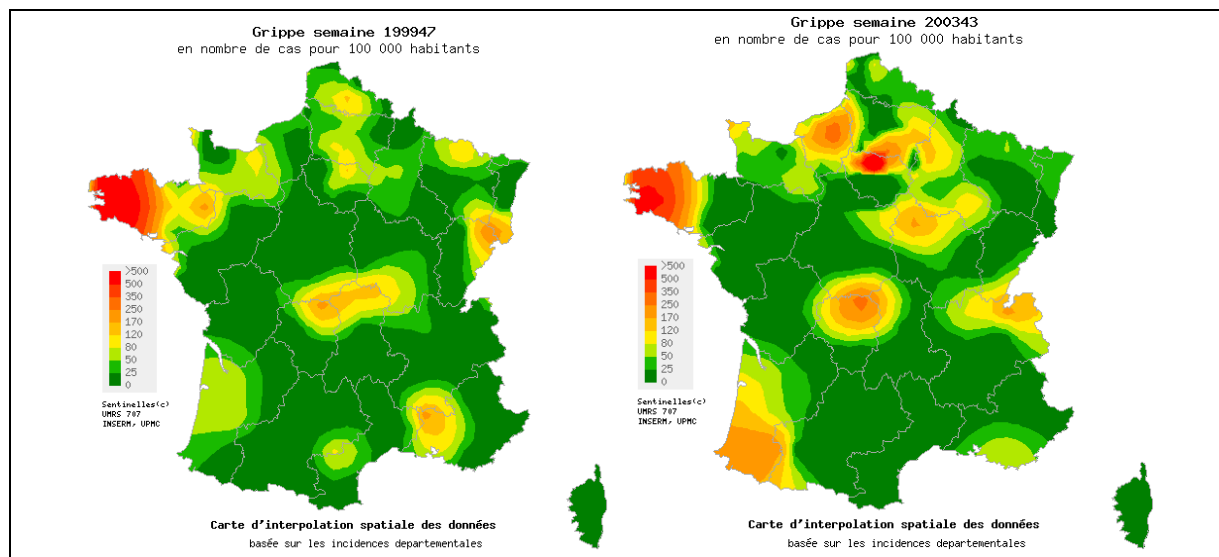 Grippe semaine 199947
en nombre de cas pour 100 000 habitants
>500
500
350
250
170
120
80
50
25
0
Sentinelles(c)
UMRS 707
INSERM, UPMC
Carte d'interpolation spatiale des données
basée sur les incidences departementales
Grippe semaine 200343
en nombre de cas pour 100 000 habitants
>500
500
350
250
170
120
80
50
25
0
Sentinelles(c)
UMRS 707
INSERM, UPMC
Carte d'interpolation spatiale des données
basée sur les incidences departementales